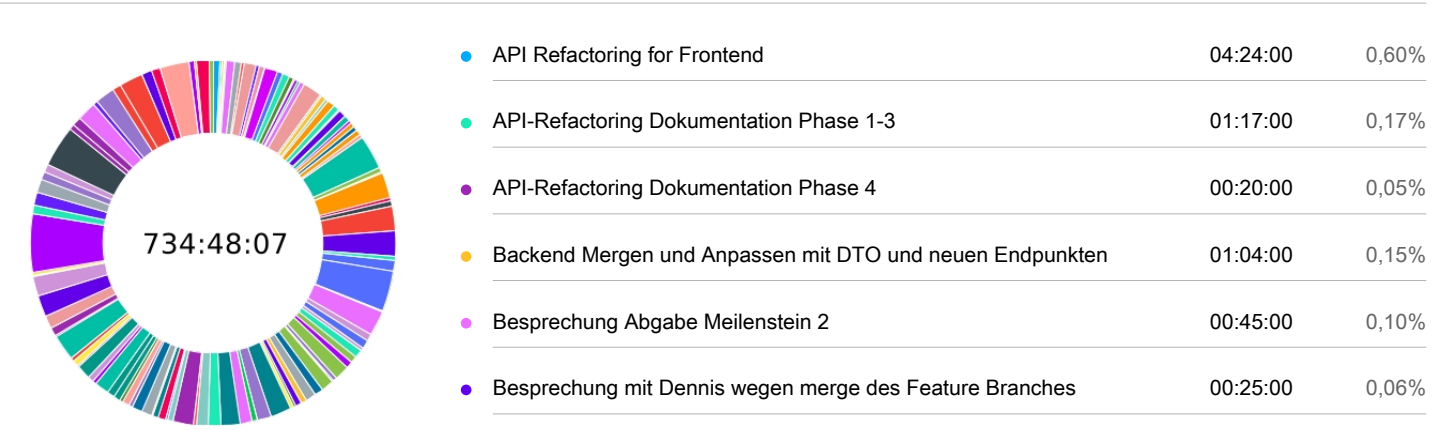 734:48:07
API Refactoring for Frontend 04:24:00 0,60%
API-Refactoring Dokumentation Phase 1-3 01:17:00 0,17%
API-Refactoring Dokumentation Phase 4 00:20:00 0,05%
Backend Mergen und Anpassen mit DTO und neuen Endpunkten 01:04:00 0,15%
Besprechung Abgabe Meilenstein 2 00:45:00 0,10%
Besprechung mit Dennis wegen merge des Feature Branches 00:25:00 0,06%